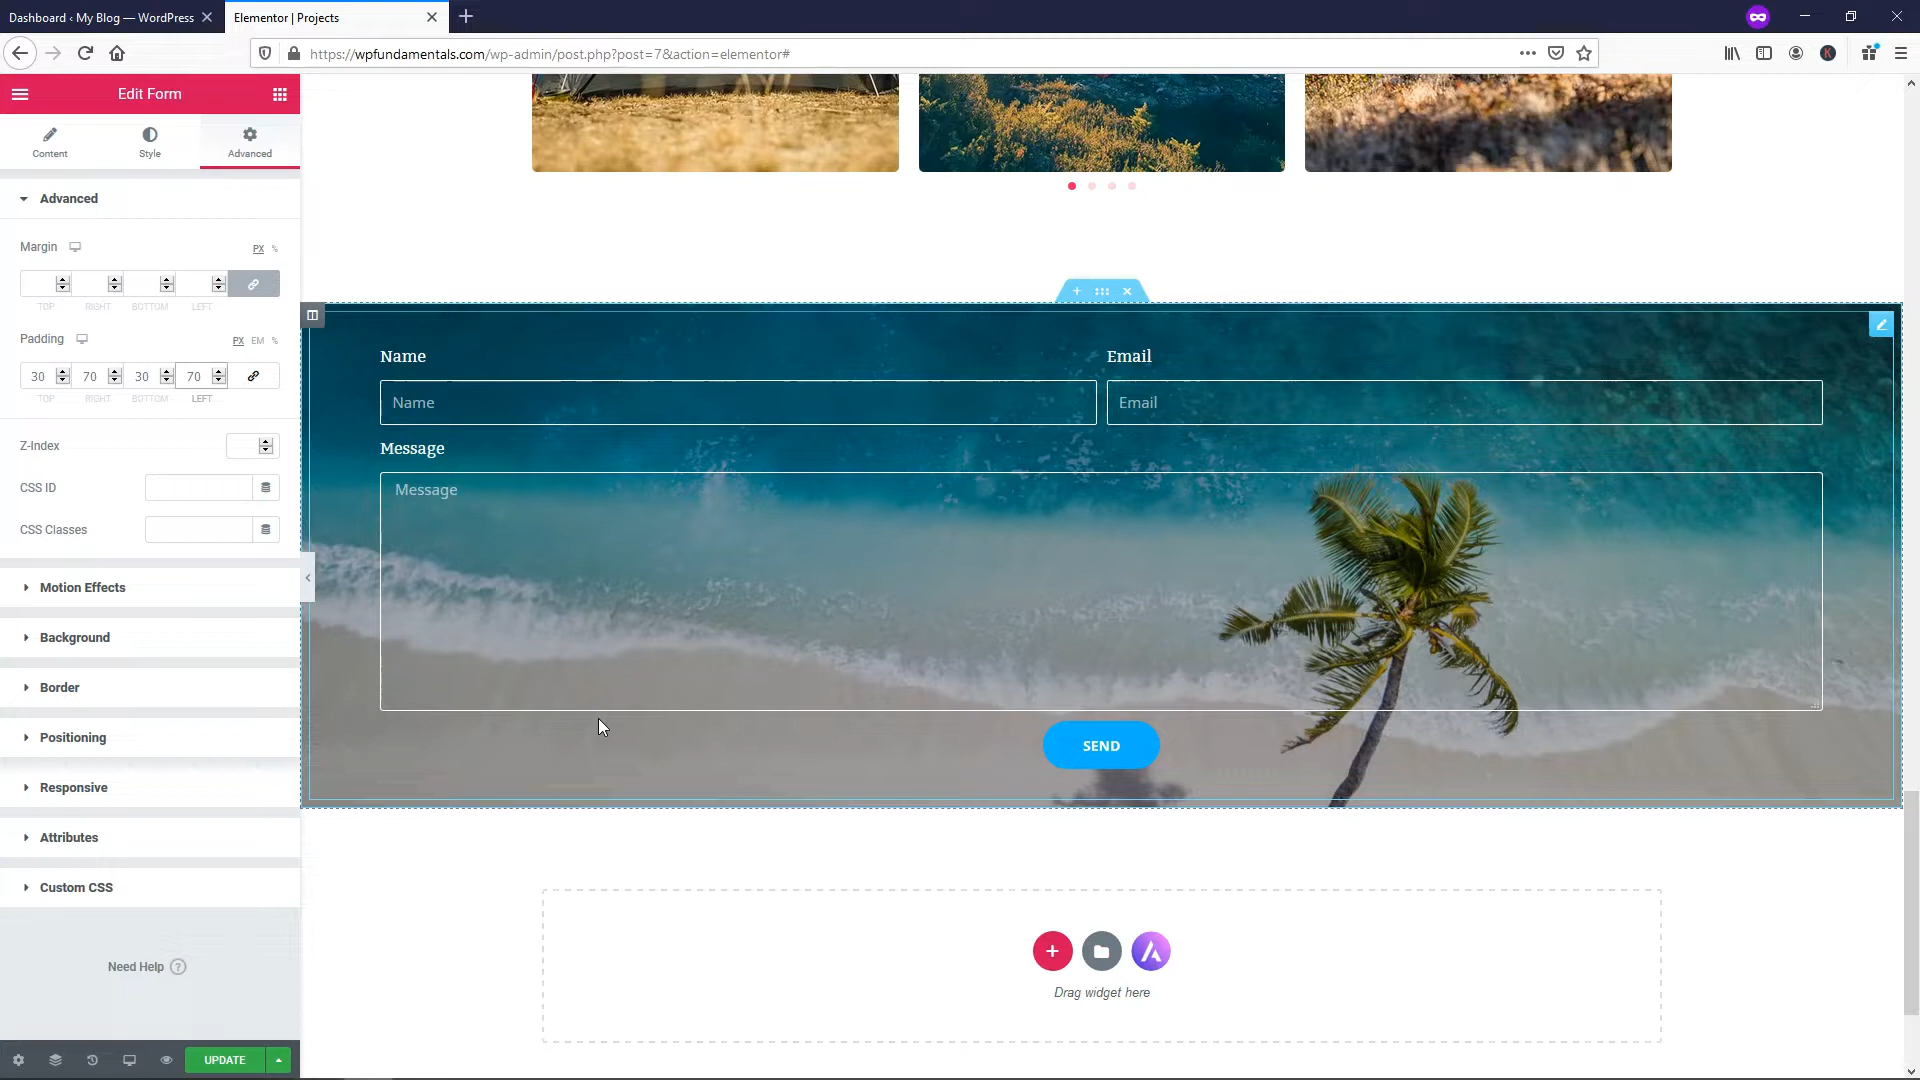 Dashboard ‹ My Blog — WordPress
Elementor | Projects
https://wpfundamentals.com/wp-admin/post.php?post=7&action=elementor#
K
Edit Form
Content
Style
Advanced
Advanced
Margin
PX %
TOP RIGHT BOTTOM LEFT
Padding
PX EM %
30 70 30 70
TOP RIGHT BOTTOM LEFT
Z-Index
CSS ID
CSS Classes
Motion Effects
Background
Border
Positioning
Responsive
Attributes
Custom CSS
Need Help ?
UPDATE
Name
Email
Name
Email
Message
Message
SEND
Drag widget here